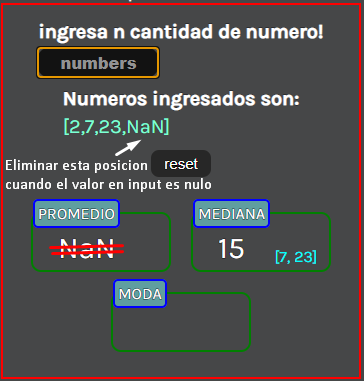 ingresa n cantidad de numero!
numbers
Numeros ingresados son:
[2,7,23,NaN]
Eliminar esta posicion
reset
cuando el valor en input es nulo
PROMEDIO
NaN
MEDIANA
15
[7, 23]
MODA